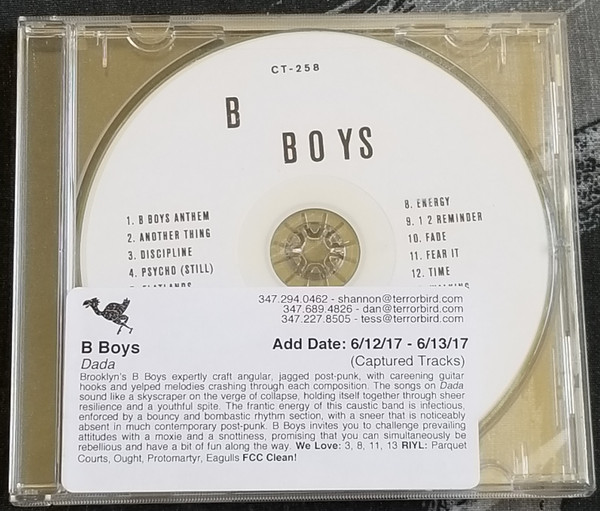 CT-258
B
BOYS
1. B BOYS ANTHEM
2. ANOTHER THING
3. DISCIPLINE
4. PSYCHO (STILL)
8. ENERGY
9. 1 2 REMINDER
10. FADE
11. FEAR IT
12. TIME
347.294.0462 - shannon@terrorbird.com
347.689.4826 - dan@terrorbird.com
347.227.8505 - tess@terrorbird.com
B Boys
Add Date: 6/12/17 - 6/13/17
Dada
(Captured Tracks)
Brooklyn's B Boys expertly craft angular, jagged post-punk, with careening guitar
hooks and yelped melodies crashing through each composition. The songs on Dada
sound like a skyscraper on the verge of collapse, holding itself together through sheer
resilience and a youthful spite. The frantic energy of this caustic band is infectious,
enforced by a bouncy and bombastic rhythm section, with a sneer that is noticeably
absent in much contemporary post-punk. B Boys invites you to challenge prevailing
attitudes with a moxie and a snottiness, promising that you can simultaneously be
rebellious and have a bit of fun along the way. We Love: 3, 8, 11, 13 RIYL: Parquet
Courts, Ought, Protomartyr, Eagulls FCC Clean!